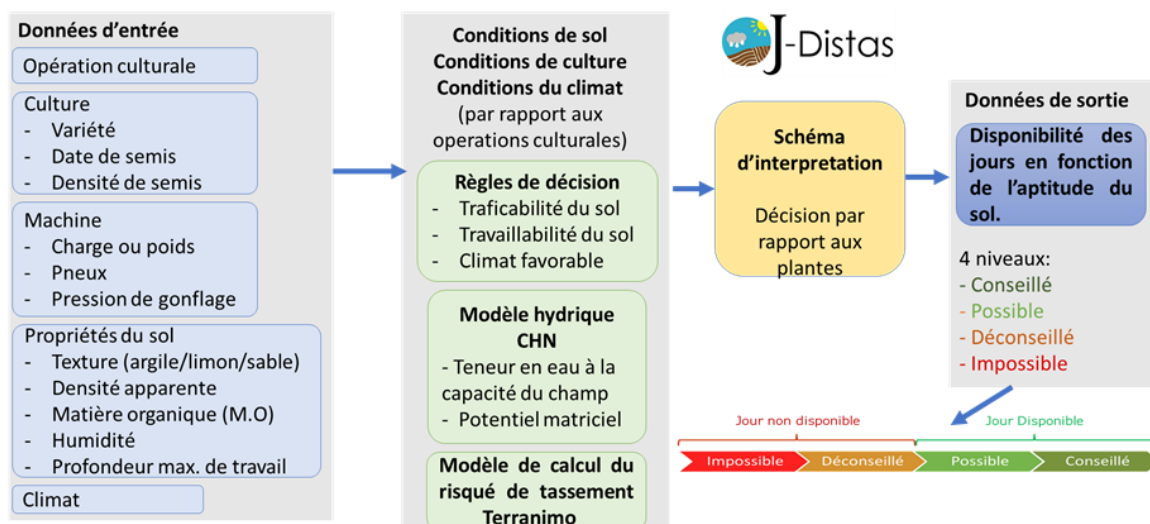 Données d'entrée
Opération culturale
Culture
- Variété
- Date de semis
- Densité de semis
Machine
- Charge ou poids
- Pneux
- Pression de gonflage
Propriétés du sol
- Texture (argile/limon/sable)
- Densité apparente
- Matière organique (M.O)
- Humidité
- Profondeur max. de travail
Climat
Conditions de sol
Conditions de culture
Conditions du climat
(par rapport aux
operations culturales)
Règles de décision
- Traficabilité du sol
- Travaillabilité du sol
- Climat favorable
Modèle hydrique
CHN
- Teneur en eau à la
capacité du champ
- Potentiel matriciel
Modèle de calcul du
risqué de tassement
Terranimo
J-Distas
Schéma
d'interpretation
Décision par
rapport aux
plantes
Données de sortie
Disponibilité des
jours en fonction
de l'aptitude du
sol.
4 niveaux:
- Conseillé
- Possible
- Déconseillé
- Impossible
Jour non disponible
Jour Disponible
Impossible
Déconseillé
Possible
Conseillé